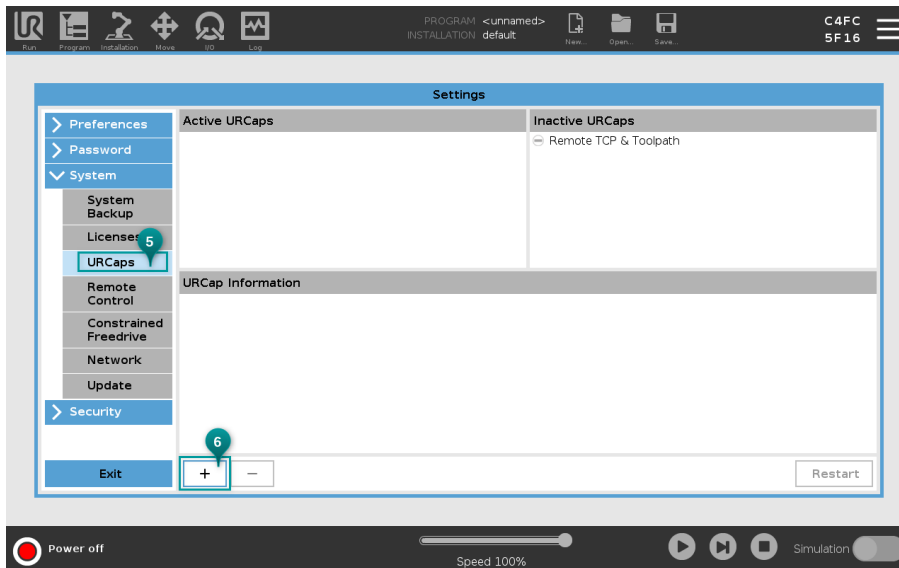 PROGRAM <unnamed>
INSTALLATION default
C4FC
5F16
UR
Run
Program
Installation
Move
I/O
Log
New...
Open...
Save...
Settings
Preferences
Password
System
System
Backup
Licenses
5
URCaps
Remote
Control
Constrained
Freedrive
Network
Update
Security
Exit
Active URCaps
Inactive URCaps
Remote TCP & Toolpath
URCap Information
6
+
−
Restart
Power off
Speed 100%
Simulation